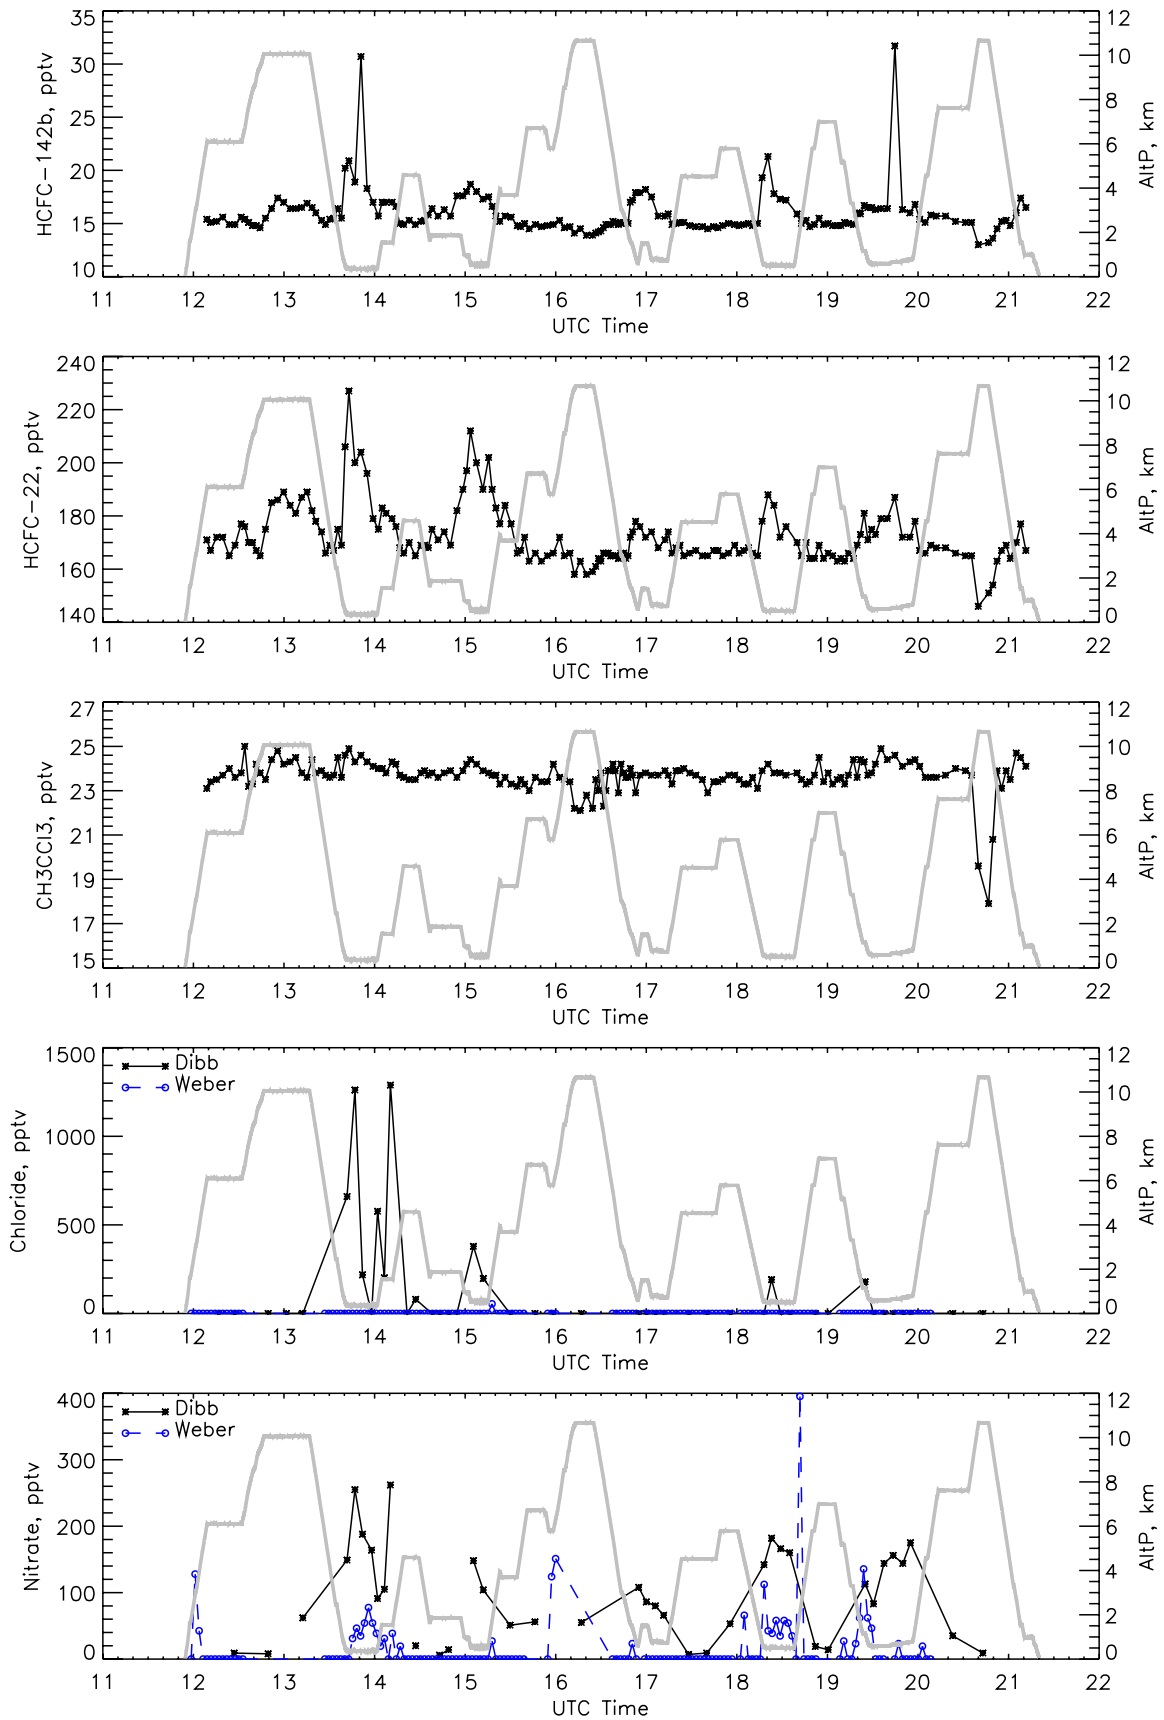 35
30
25
20
15
10
HCFC-142b, pptv
12
10
8
6
4
2
0
AltP, km
11 12 13 14 15 16 17 18 19 20 21 22
UTC Time
240
220
200
180
160
140
HCFC-22, pptv
12
10
8
6
4
2
0
AltP, km
11 12 13 14 15 16 17 18 19 20 21 22
UTC Time
27
25
23
21
19
17
15
CH3CCl3, pptv
12
10
8
6
4
2
0
AltP, km
11 12 13 14 15 16 17 18 19 20 21 22
UTC Time
1500
1000
500
0
Chloride, pptv
Dibb
Weber
12
10
8
6
4
2
0
AltP, km
11 12 13 14 15 16 17 18 19 20 21 22
UTC Time
400
300
200
100
0
Nitrate, pptv
Dibb
Weber
12
10
8
6
4
2
0
AltP, km
11 12 13 14 15 16 17 18 19 20 21 22
UTC Time